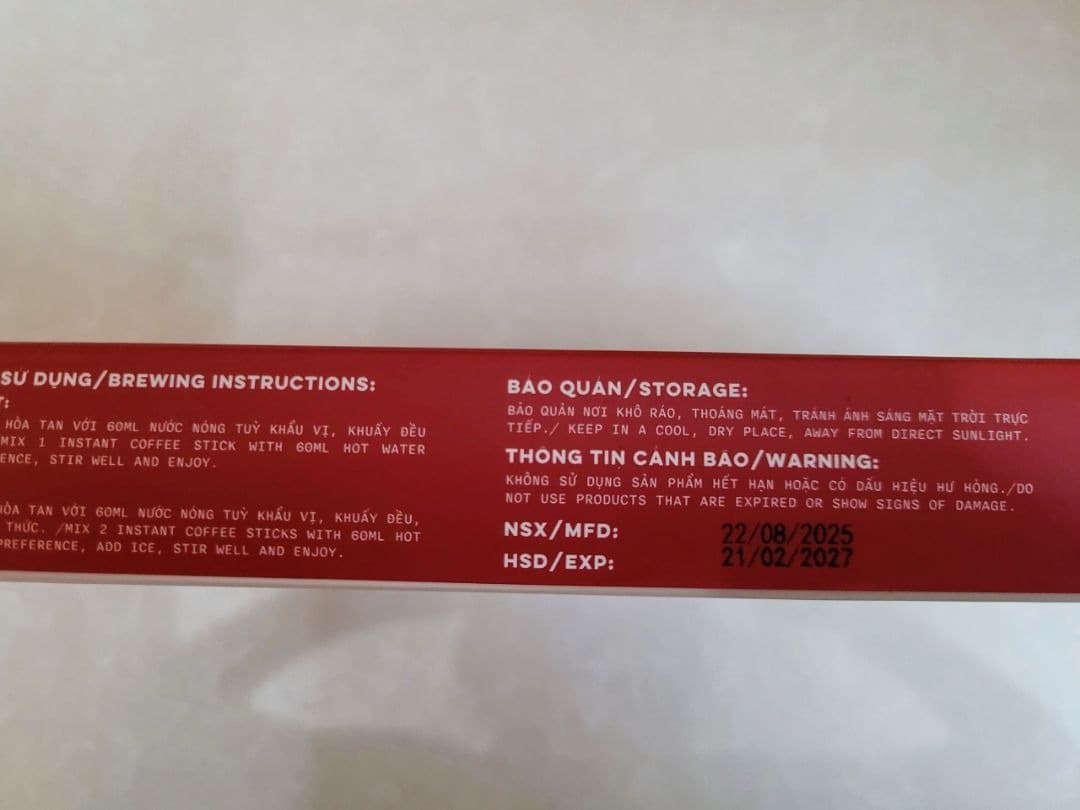 SỬ DỤNG/BREWING INSTRUCTIONS:
HÒA TAN VỚI 60ML NƯỚC NÓNG TUỲ KHẨU VỊ, KHUẤY ĐỀU
MIX 1 INSTANT COFFEE STICK WITH 60ML HOT WATER
STIR WELL AND ENJOY.
HÒA TAN VỚI 60ML NƯỚC NÓNG TUỲ KHẨU VỊ, KHUẤY ĐỀU,
THỨC. /MIX 2 INSTANT COFFEE STICKS WITH 60ML HOT
PREFERENCE, ADD ICE, STIR WELL AND ENJOY.
BẢO QUẢN/STORAGE:
BẢO QUẢN NƠI KHÔ RÁO, THOÁNG MÁT, TRÁNH ÁNH SÁNG MẶT TRỜI TRỰC
TIẾP./ KEEP IN A COOL, DRY PLACE, AWAY FROM DIRECT SUNLIGHT.
THÔNG TIN CẢNH BÁO/WARNING:
KHÔNG SỬ DỤNG SẢN PHẨM HẾT HẠN HOẶC CÓ DẤU HIỆU HƯ HỎNG./DO
NOT USE PRODUCTS THAT ARE EXPIRED OR SHOW SIGNS OF DAMAGE.
NSX/MFD: 22/08/2025
HSD/EXP: 21/02/2027